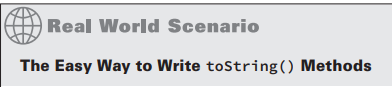 Real World Scenario
The Easy Way to Write toString() Methods